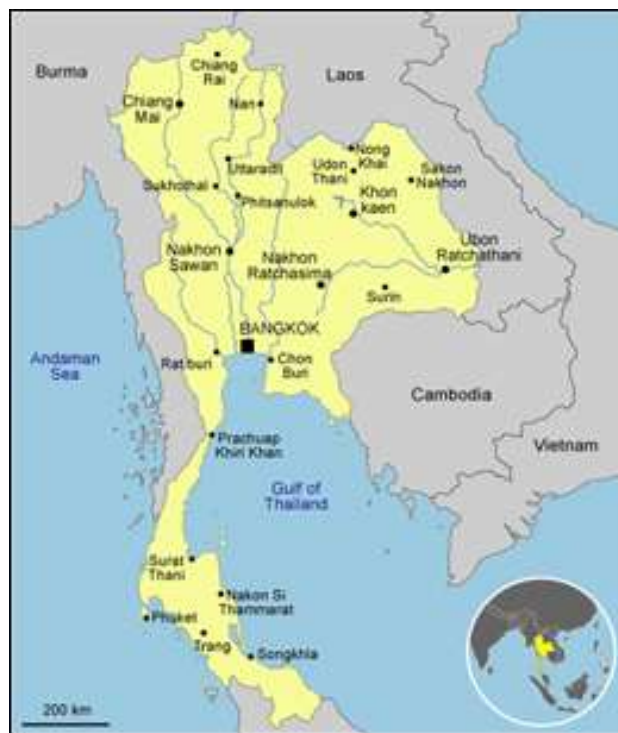 Burma
Chiang
Rai
Laos
Chiang
Mai
Nan
Nong
Khai
Uttaradit
Udon
Thani
Sakon
Nakhon
Sukhothai
Phitsanulok
Khon
kaen
Nakhon
Sawan
Nakhon
Ratchasima
Ubon
Ratchathani
Surin
BANGKOK
Andaman
Sea
Rat buri
Chon
Buri
Cambodia
Prachuap
Khiri Khan
Vietnam
Gulf of
Thailand
Surat
Thani
Nakon Si
Thammarat
Phuket
Trang
Songkhla
200 km